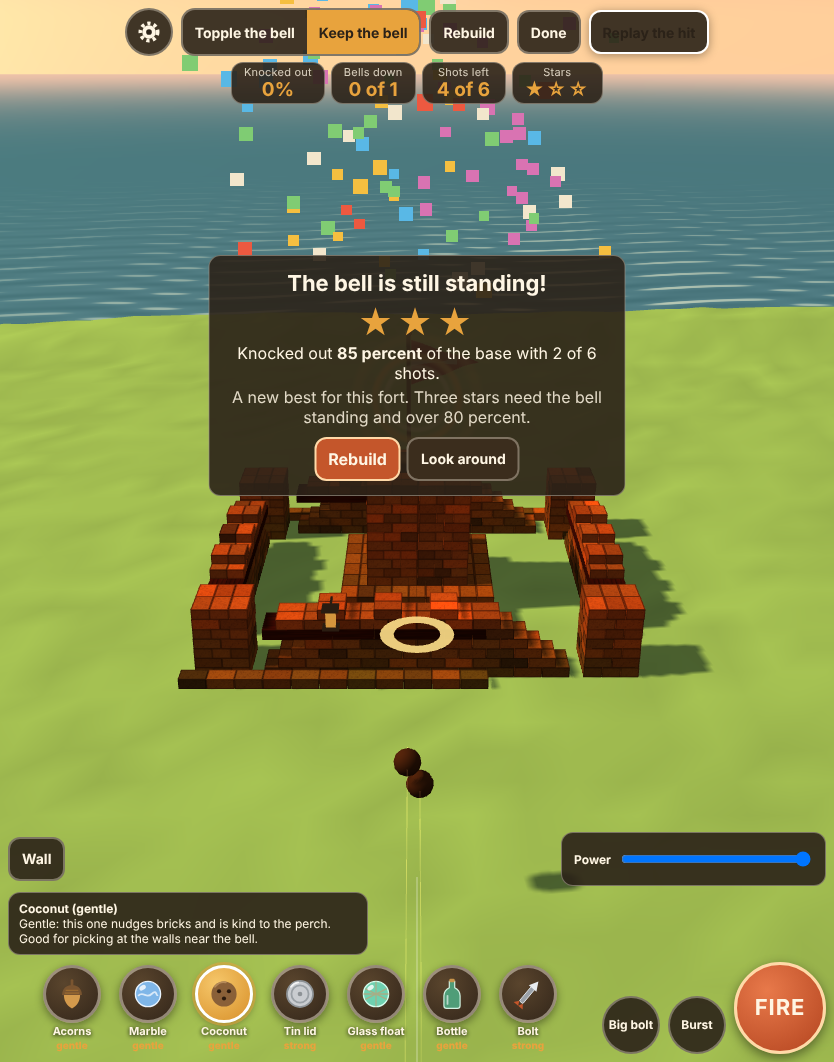 Topple the bell Keep the bell Rebuild Done Replay the hit
Knocked out Bells down Shots left Stars
0% 0 of 1 4 of 6 ★ ☆ ☆
The bell is still standing!
★ ★ ★
Knocked out 85 percent of the base with 2 of 6
shots.
A new best for this fort. Three stars need the bell
standing and over 80 percent.
Rebuild Look around
Wall
Power
Coconut (gentle)
Gentle: this one nudges bricks and is kind to the perch.
Good for picking at the walls near the bell.
Acorns Marble Coconut Tin lid Glass float Bottle Bolt
gentle gentle gentle strong gentle gentle strong
Big bolt Burst FIRE